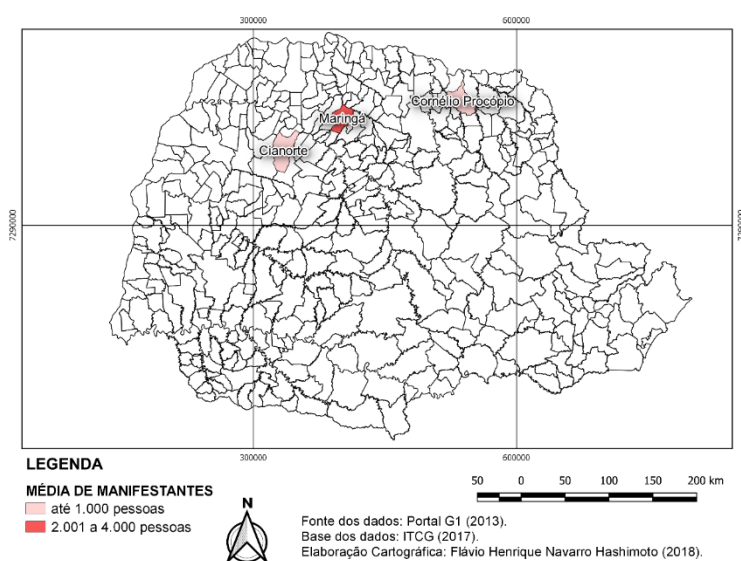 300000 600000
Cornélio Procópio
Maringá
Cianorte
7290000 7290000
300000 600000
LEGENDA
MÉDIA DE MANIFESTANTES
até 1.000 pessoas
2.001 a 4.000 pessoas
N
50 0 50 100 150 200 km
Fonte dos dados: Portal G1 (2013).
Base dos dados: ITCG (2017).
Elaboração Cartográfica: Flávio Henrique Navarro Hashimoto (2018).